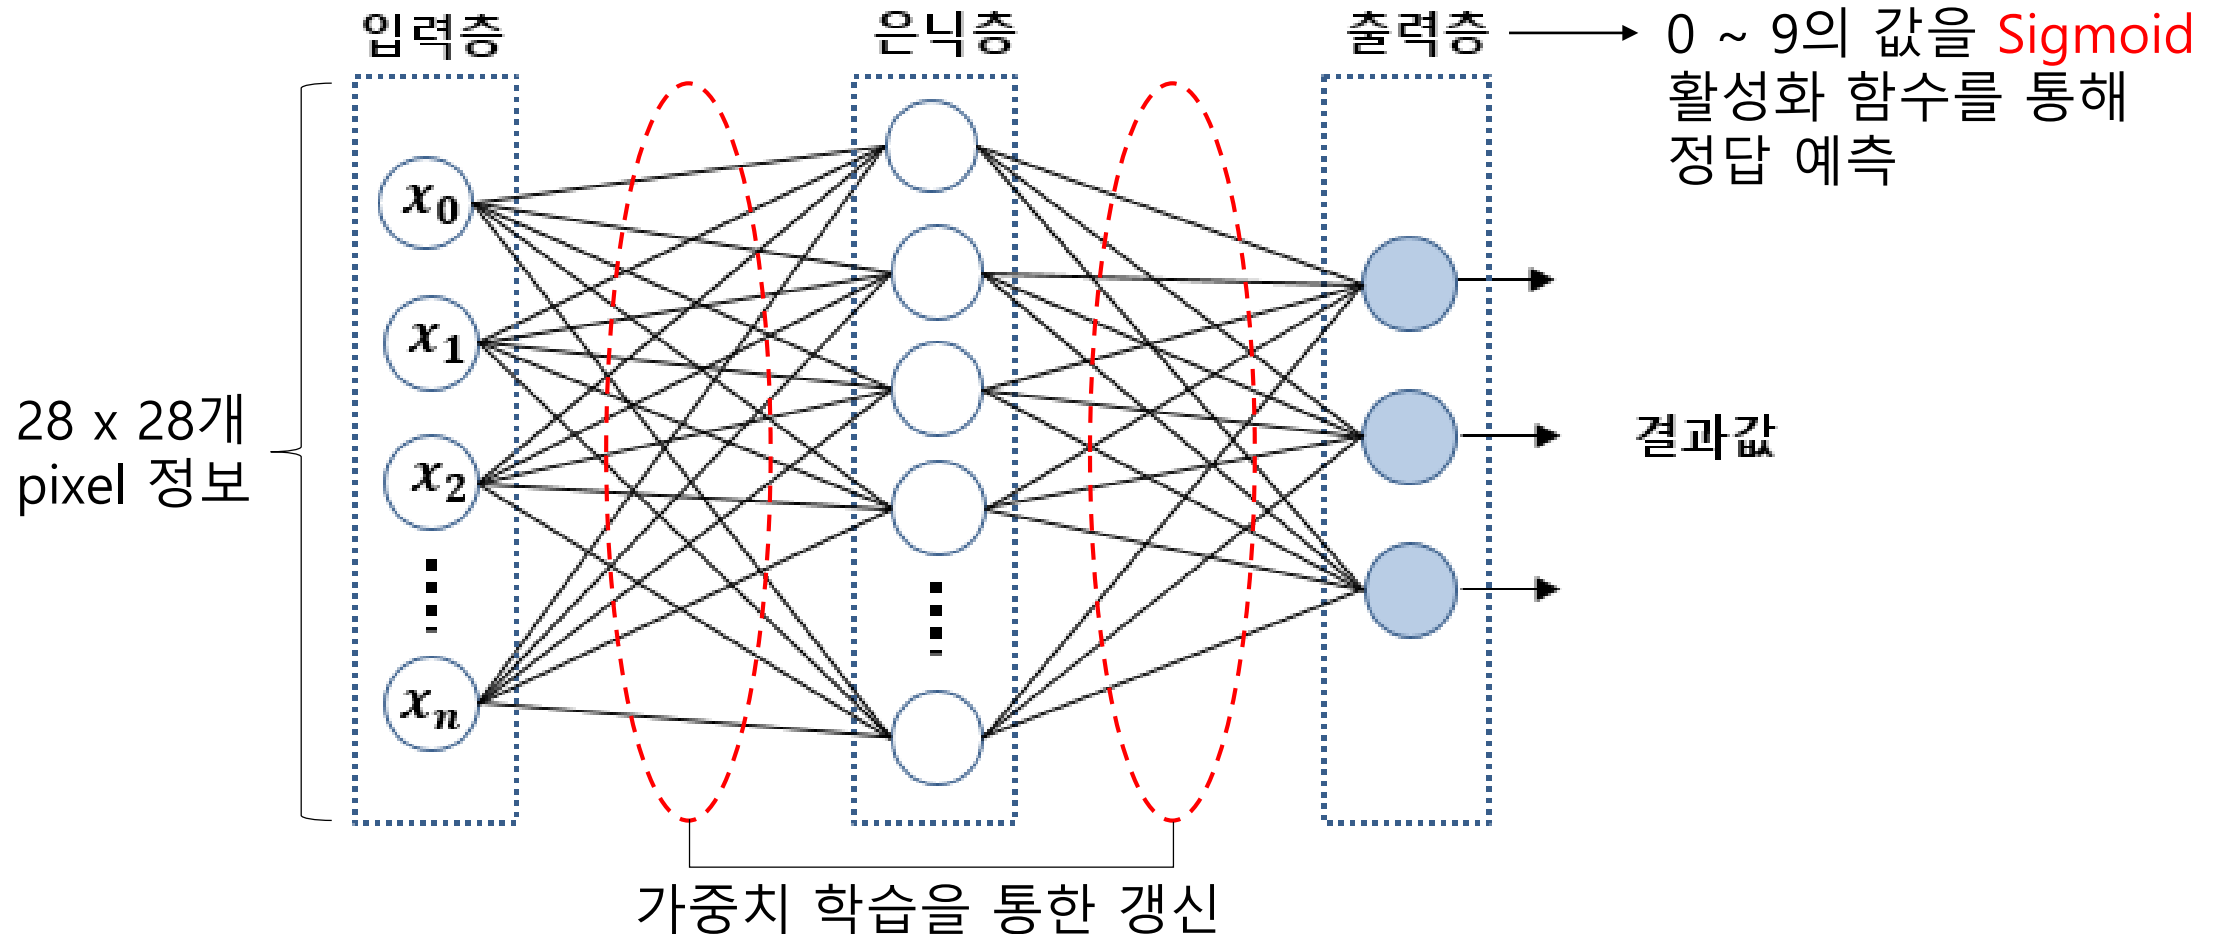 입력층
은닉층
출력층
0 ~ 9의 값을 Sigmoid
활성화 함수를 통해
정답 예측
x0
x1
x2
xn
28 x 28개
pixel 정보
결과값
가중치 학습을 통한 갱신